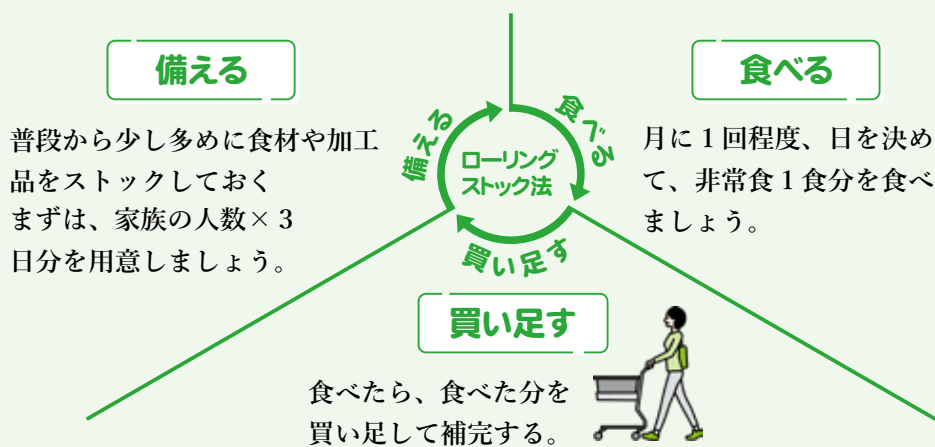 備える
普段から少し多めに食材や加工
品をストックしておく
まずは、家族の人数×３
日分を用意しましょう。
備える
食べる
買い足す
ローリング
ストック法
食べる
月に１回程度、日を決め
て、非常食１食分を食べ
ましょう。
買い足す
食べたら、食べた分を
買い足して補完する。